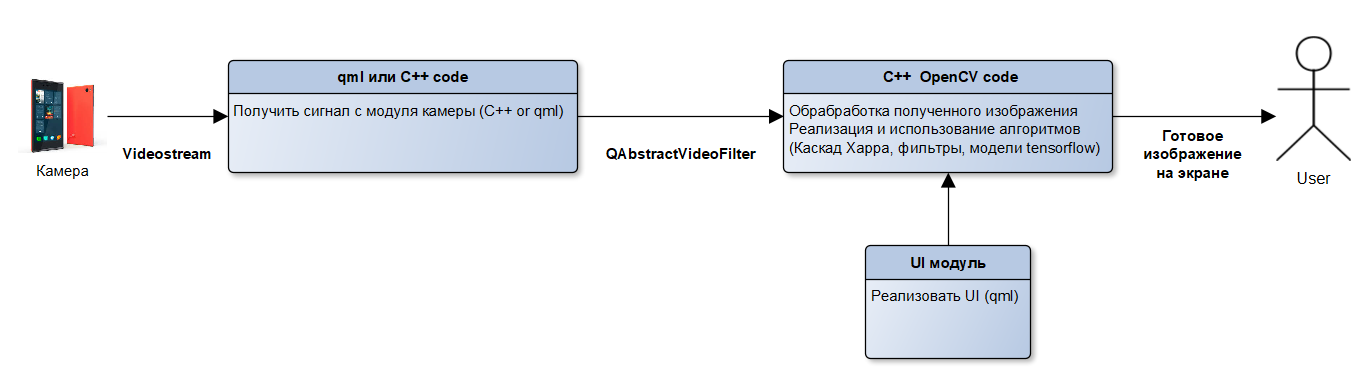 Камера
Videostream
qml или C++ code
Получить сигнал с модуля камеры (C++ or qml)
QAbstractVideoFilter
C++ OpenCV code
Обрабработка полученного изображения
Реализация и использование алгоритмов
(Каскад Харра, фильтры, модели tensorflow)
Готовое
изображение
на экране
User
UI модуль
Реализовать UI (qml)